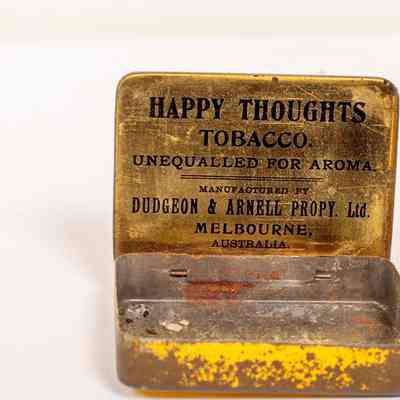 HAPPY THOUGHTS
TOBACCO.
UNEQUALLED FOR AROMA.
MANUFACTURED BY
DUDGEON & ARNELL PROPY. Ltd.
MELBOURNE,
AUSTRALIA.